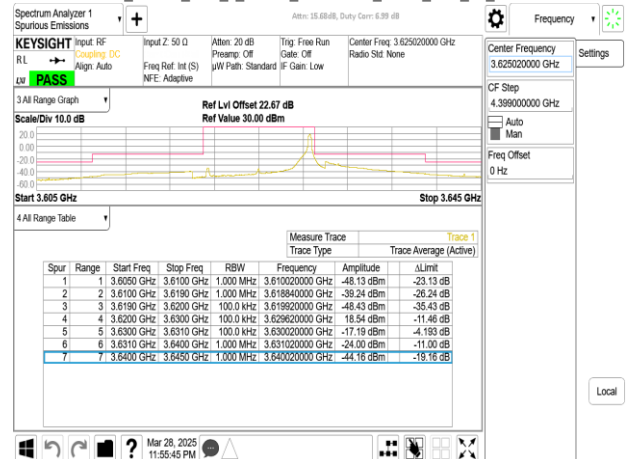 Spectrum Analyzer 1
Spurious Emissions
Attn: 15.68dB, Duty Corr: 6.99 dB
Frequency
KEYSIGHT
Input: RF
Input Z: 50 Ω
Atten: 20 dB
Trig: Free Run
Center Freq: 3.625020000 GHz
RL
Coupling: DC
Preamp: Off
Gate: Off
Radio Std: None
Align: Auto
Freq Ref: Int (S)
µW Path: Standard
IF Gain: Low
NFE: Adaptive
LXI
PASS
Center Frequency
3.625020000 GHz
Settings
CF Step
4.399000000 GHz
Auto
Man
Freq Offset
0 Hz
3 All Range Graph
Ref Lvl Offset 22.67 dB
Scale/Div 10.0 dB
Ref Value 30.00 dBm
20.0
0.00
-20.0
-40.0
-60.0
Start 3.605 GHz
Stop 3.645 GHz
4 All Range Table
Measure Trace
Trace 1
Trace Type
Trace Average (Active)
Spur Range Start Freq Stop Freq RBW Frequency Amplitude ΔLimit
1 1 3.6050 GHz 3.6100 GHz 1.000 MHz 3.610020000 GHz -48.13 dBm -23.13 dB
2 2 3.6100 GHz 3.6190 GHz 1.000 MHz 3.618840000 GHz -39.24 dBm -26.24 dB
3 3 3.6190 GHz 3.6200 GHz 100.0 kHz 3.619920000 GHz -48.43 dBm -35.43 dB
4 4 3.6200 GHz 3.6300 GHz 100.0 kHz 3.629620000 GHz 18.54 dBm -11.46 dB
5 5 3.6300 GHz 3.6310 GHz 100.0 kHz 3.630020000 GHz -17.19 dBm -4.193 dB
6 6 3.6310 GHz 3.6400 GHz 1.000 MHz 3.631020000 GHz -24.00 dBm -11.00 dB
7 7 3.6400 GHz 3.6450 GHz 1.000 MHz 3.640020000 GHz -44.16 dBm -19.16 dB
Local
Mar 28, 2025
11:55:45 PM